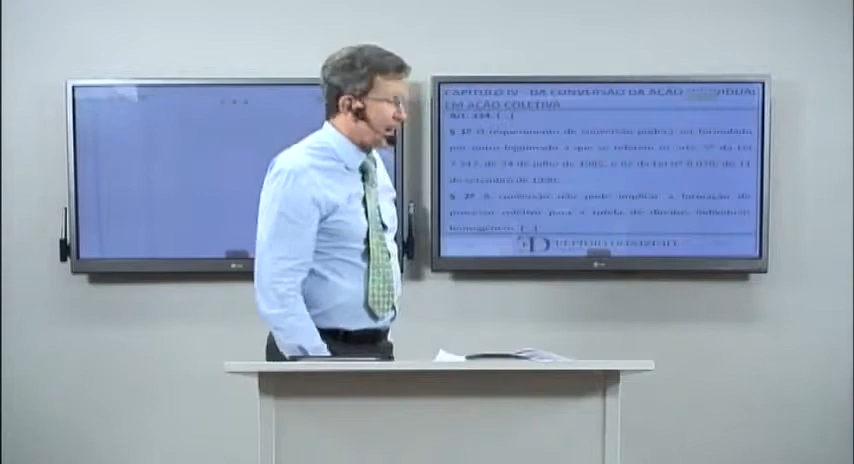 CAPÍTULO IV - DA CONVERSÃO DA AÇÃO INDIVIDUAL
EM AÇÃO COLETIVA
Art. 334. [...]
§ 1º O requerimento de conversão poderá ser formulado
por outro legitimado a que se referem os arts. 5º da Lei
7.347, de 24 de julho de 1985, e 82 da Lei nº 8.078, de 11
de setembro de 1990.
§ 2º A conversão não pode implicar a formação de
processo coletivo para a tutela de direitos individuais
homogêneos. [...]
LG
LG